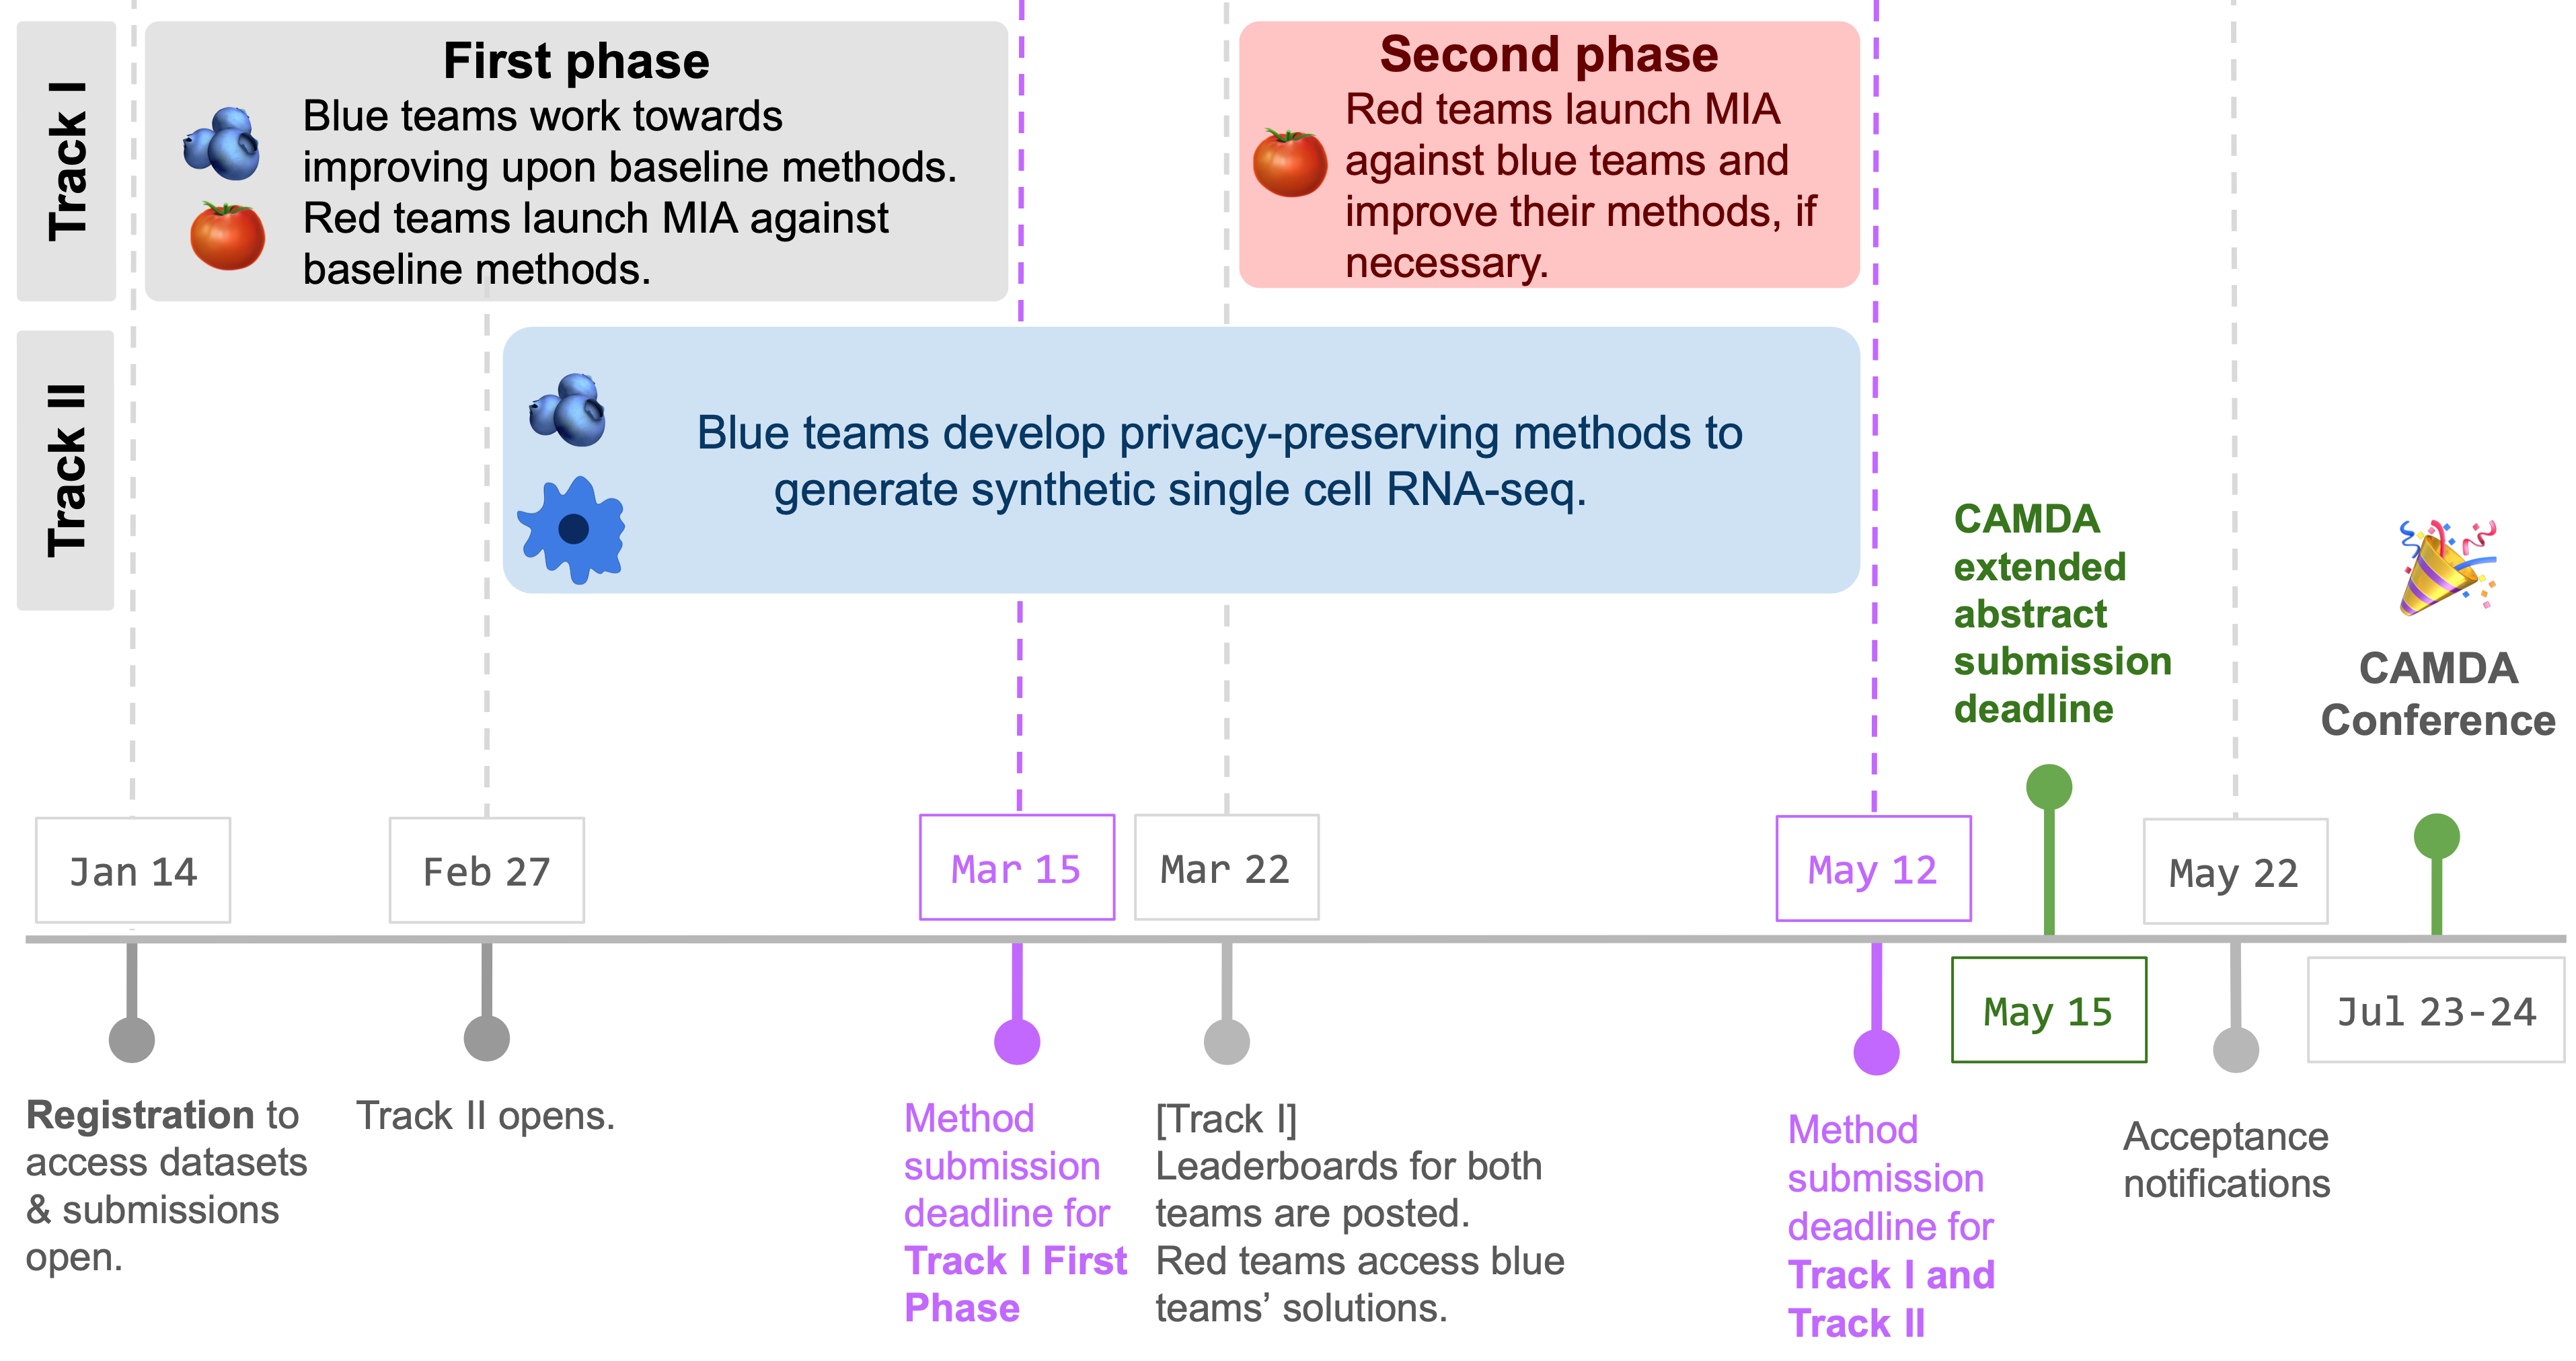 Track I
First phase
Blue teams work towards
improving upon baseline methods.
Red teams launch MIA against
baseline methods.
Second phase
Red teams launch MIA
against blue teams and
improve their methods, if
necessary.
Track II
Blue teams develop privacy-preserving methods to
generate synthetic single cell RNA-seq.
CAMDA
extended
abstract
submission
deadline
CAMDA
Conference
Jan 14
Feb 27
Mar 15
Mar 22
May 12
May 22
May 15
Jul 23-24
Registration to
access datasets
& submissions
open.
Track II opens.
Method
submission
deadline for
Track I First
Phase
[Track I]
Leaderboards for both
teams are posted.
Red teams access blue
teams’ solutions.
Method
submission
deadline for
Track I and
Track II
Acceptance
notifications